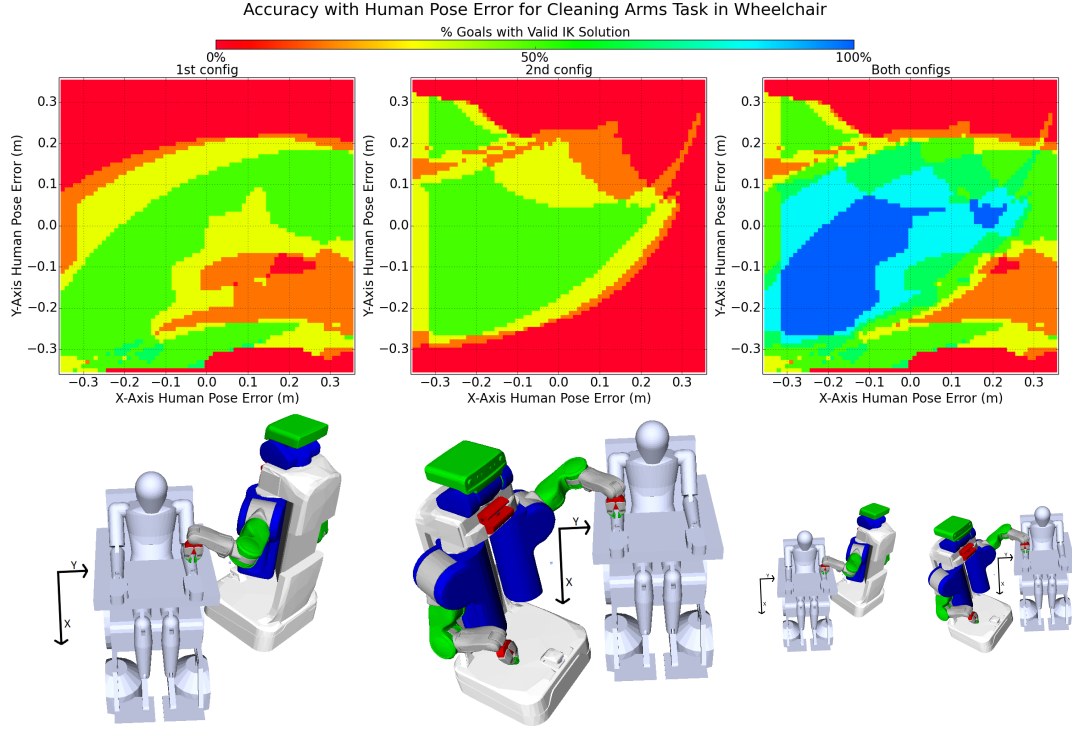 Accuracy with Human Pose Error for Cleaning Arms Task in Wheelchair
% Goals with Valid IK Solution
0% 50% 100%
1st config 2nd config Both configs
Y-Axis Human Pose Error (m)
0.3
0.2
0.1
0.0
−0.1
−0.2
−0.3
−0.3 −0.2 −0.1 0.0 0.1 0.2 0.3
X-Axis Human Pose Error (m)
Y-Axis Human Pose Error (m)
0.3
0.2
0.1
0.0
−0.1
−0.2
−0.3
−0.3 −0.2 −0.1 0.0 0.1 0.2 0.3
X-Axis Human Pose Error (m)
Y-Axis Human Pose Error (m)
0.3
0.2
0.1
0.0
−0.1
−0.2
−0.3
−0.3 −0.2 −0.1 0.0 0.1 0.2 0.3
X-Axis Human Pose Error (m)
Y
X
Y
X
Y
X
Y
X